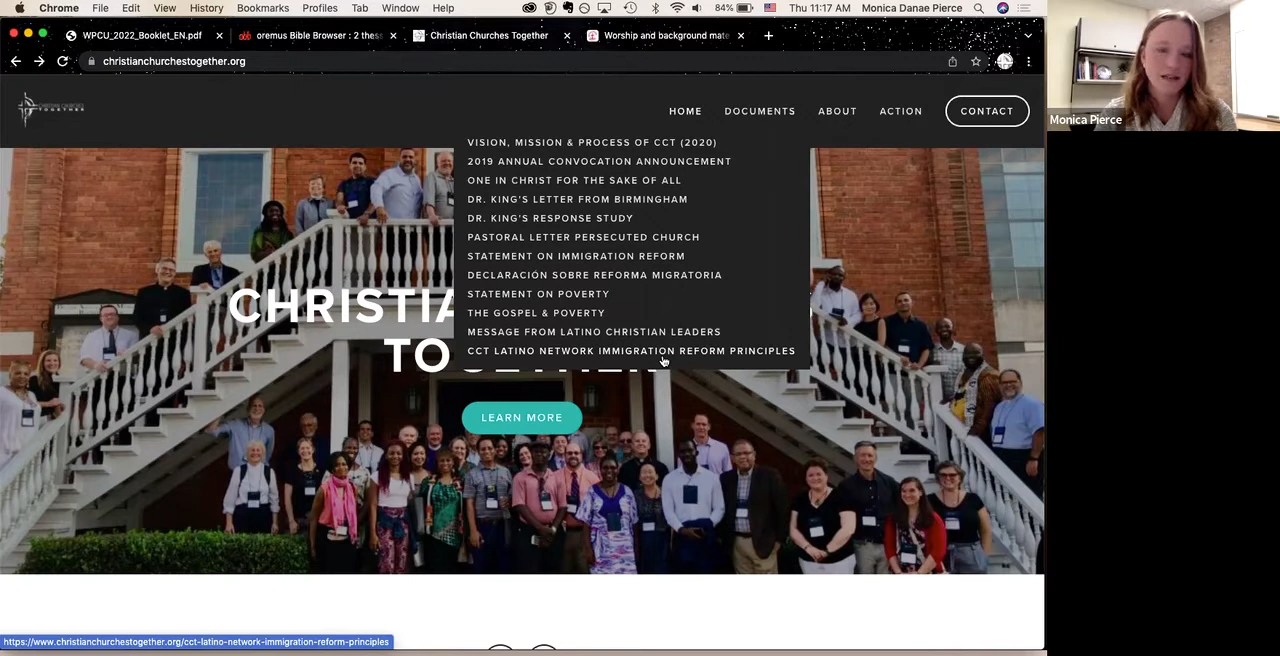 Chrome File Edit View History Bookmarks Profiles Tab Window Help 84% Thu 11:17 AM Monica Danae Pierce
WPCU_2022_Booklet_EN.pdf oremus Bible Browser : 2 thess Christian Churches Together Worship and background mate
christianchurchestogether.org
CHRISTIAN CHURCHES
TOGETHER
HOME DOCUMENTS ABOUT ACTION CONTACT
VISION, MISSION & PROCESS OF CCT (2020)
2019 ANNUAL CONVOCATION ANNOUNCEMENT
ONE IN CHRIST FOR THE SAKE OF ALL
DR. KING'S LETTER FROM BIRMINGHAM
DR. KING'S RESPONSE STUDY
PASTORAL LETTER PERSECUTED CHURCH
STATEMENT ON IMMIGRATION REFORM
DECLARACIÓN SOBRE REFORMA MIGRATORIA
STATEMENT ON POVERTY
THE GOSPEL & POVERTY
MESSAGE FROM LATINO CHRISTIAN LEADERS
CCT LATINO NETWORK IMMIGRATION REFORM PRINCIPLES
CHRISTIA
TO
LEARN MORE
https://www.christianchurchestogether.org/cct-latino-network-immigration-reform-principles
Monica Pierce